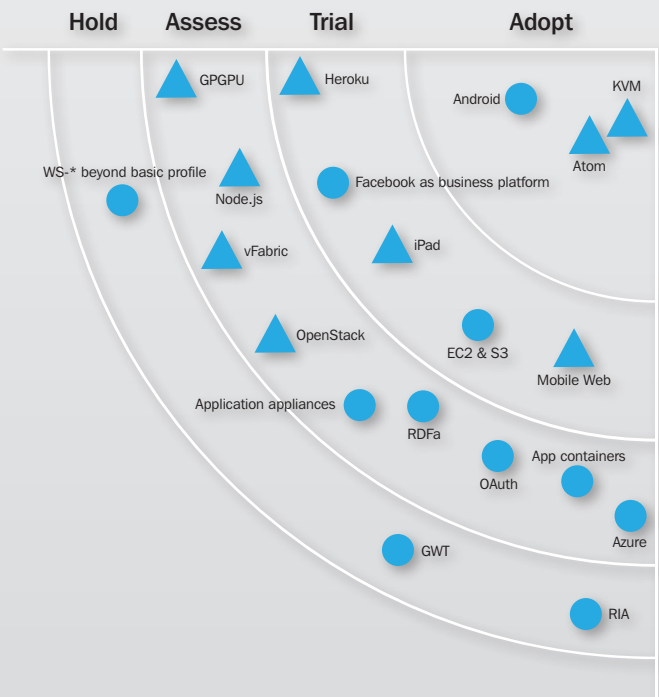 Hold
Assess
Trial
Adopt
GPGPU
Heroku
KVM
Android
Atom
WS-* beyond basic profile
Node.js
Facebook as business platform
vFabric
iPad
OpenStack
EC2 & S3
Mobile Web
Application appliances
RDFa
App containers
OAuth
Azure
GWT
RIA